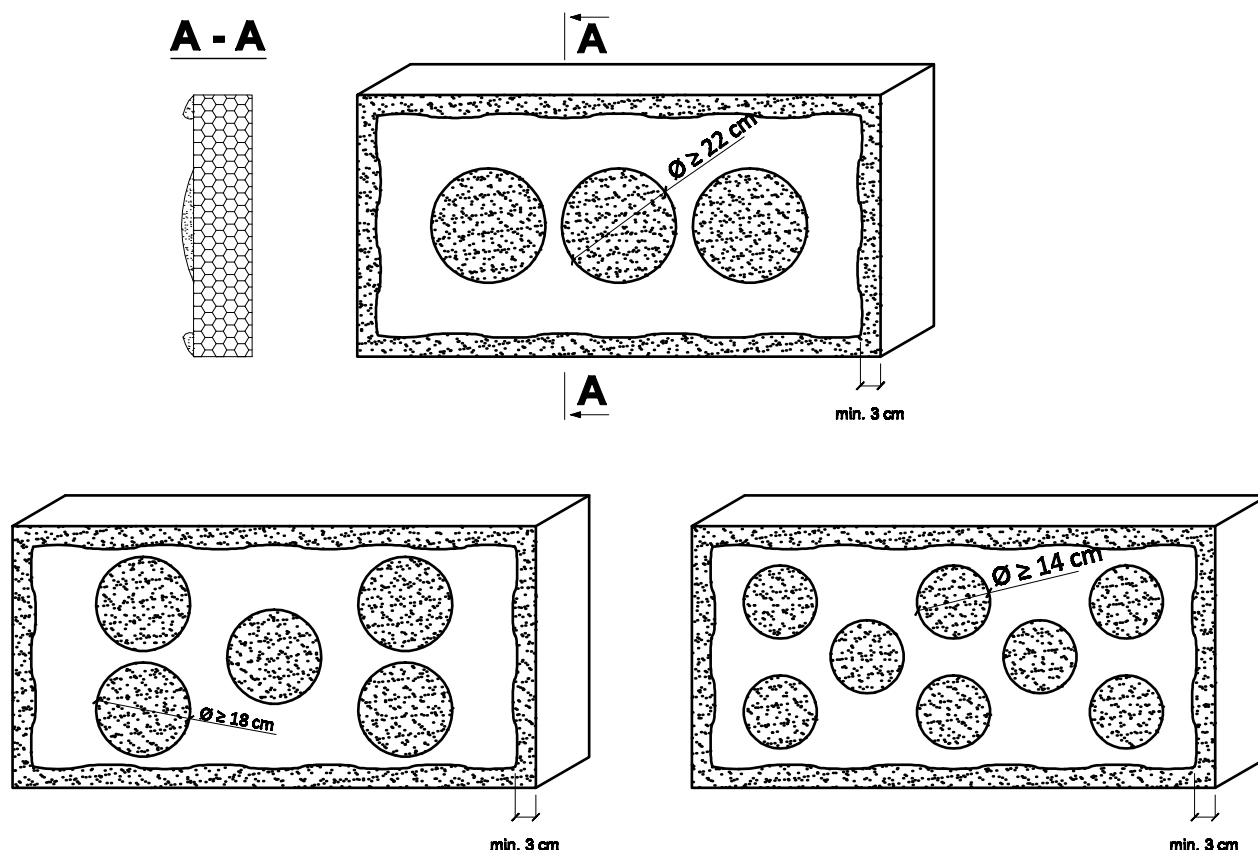 A - A
A
Ø ≥ 22 cm
A
min. 3 cm
Ø ≥ 18 cm
min. 3 cm
Ø ≥ 14 cm
min. 3 cm